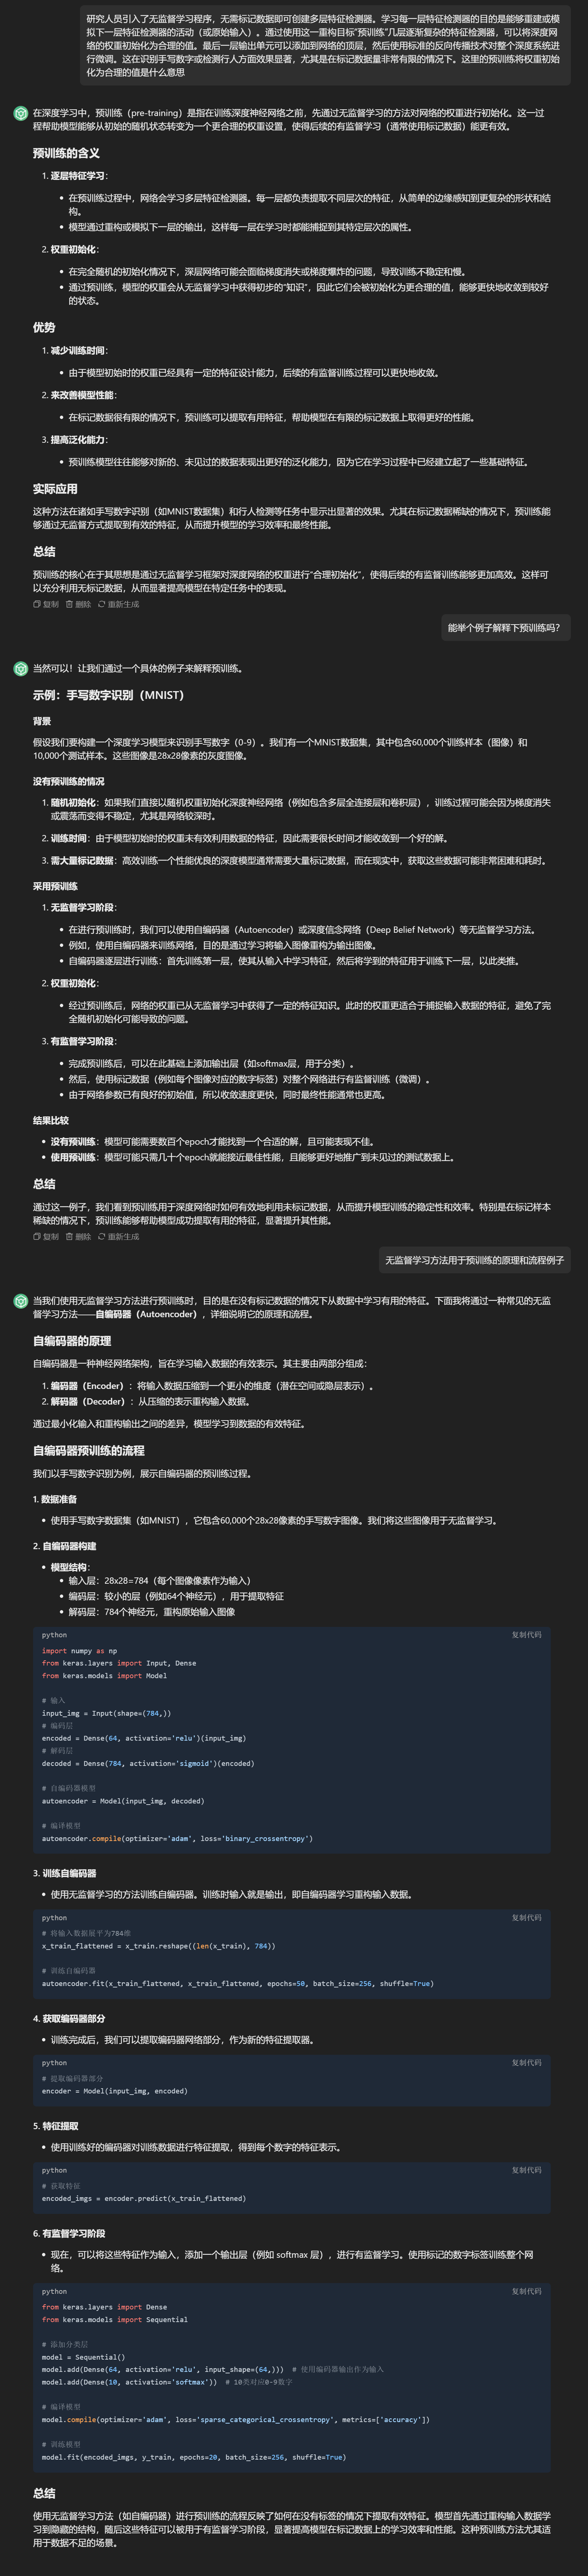 研究人员引入了无监督学习程序，无需标记数据即可创建多层特征检测器。学习每一层特征检测器的目的是能够重建或模
拟下一层特征检测器的活动（或原始输入）。通过使用这一重构目标"预训练"几层逐渐复杂的特征检测器，可以将深度网
络的权重初始化为合理的值。最后一层输出单元可以添加到网络的顶层，然后使用标准的反向传播技术对整个深度系统进
行微调。这在识别手写数字或检测行人方面效果显著，尤其是在标记数据量非常有限的情况下。这里的预训练将权重初始
化为合理的值是什么意思
在深度学习中，预训练（pre-training）是指在训练深度神经网络之前，先通过无监督学习的方法对网络的权重进行初始化。这一过
程帮助模型能够从初始的随机状态转变为一个更合理的权重设置，使得后续的有监督学习（通常使用标记数据）能更有效。
预训练的含义
1. 逐层特征学习：
• 在预训练过程中，网络会学习多层特征检测器。每一层都负责提取不同层次的特征，从简单的边缘感知到更复杂的形状和结
构。
• 模型通过重构或模拟下一层的输出，这样每一层在学习时都能捕捉到其特定层次的属性。
2. 权重初始化：
• 在完全随机的初始化情况下，深层网络可能会面临梯度消失或梯度爆炸的问题，导致训练不稳定和慢。
• 通过预训练，模型的权重会从无监督学习中获得初步的"知识"，因此它们会被初始化为更合理的值，能够更快地收敛到较好
的状态。
优势
1. 减少训练时间：
• 由于模型初始时的权重已经具有一定的特征设计能力，后续的有监督训练过程可以更快地收敛。
2. 来改善模型性能：
• 在标记数据很有限的情况下，预训练可以提取有用特征，帮助模型在有限的标记数据上取得更好的性能。
3. 提高泛化能力：
• 预训练模型往往能够对新的、未见过的数据表现出更好的泛化能力，因为它在学习过程中已经建立起了一些基础特征。
实际应用
这种方法在诸如手写数字识别（如MNIST数据集）和行人检测等任务中显示出显著的效果。尤其在标记数据稀缺的情况下，预训练能
够通过无监督方式提取到有效的特征，从而提升模型的学习效率和最终性能。
总结
预训练的核心在于其思想是通过无监督学习框架对深度网络的权重进行"合理初始化"，使得后续的有监督训练能够更加高效。这样可
以充分利用无标记数据，从而显著提高模型在特定任务中的表现。
复制 删除 重新生成
能举个例子解释下预训练吗？
当然可以！让我们通过一个具体的例子来解释预训练。
示例：手写数字识别（MNIST）
背景
假设我们要构建一个深度学习模型来识别手写数字（0-9）。我们有一个MNIST数据集，其中包含60,000个训练样本（图像）和
10,000个测试样本。这些图像是28x28像素的灰度图像。
没有预训练的情况
1. 随机初始化：如果我们直接以随机权重初始化深度神经网络（例如包含多层全连接层和卷积层），训练过程可能会因为梯度消失
或震荡而变得不稳定，尤其是网络较深时。
2. 训练时间：由于模型初始时的权重未有效利用数据的特征，因此需要很长时间才能收敛到一个好的解。
3. 需大量标记数据：高效训练一个性能优良的深度模型通常需要大量标记数据，而在现实中，获取这些数据可能非常困难和耗时。
采用预训练
1. 无监督学习阶段：
• 在进行预训练时，我们可以使用自编码器（Autoencoder）或深度信念网络（Deep Belief Network）等无监督学习方法。
• 例如，使用自编码器来训练网络，目的是通过学习将输入图像重构为输出图像。
• 自编码器逐层进行训练：首先训练第一层，使其从输入中学习特征，然后将学到的特征用于训练下一层，以此类推。
2. 权重初始化：
• 经过预训练后，网络的权重已从无监督学习中获得了一定的特征知识。此时的权重更适合于捕捉输入数据的特征，避免了完
全随机初始化可能导致的问题。
3. 有监督学习阶段：
• 完成预训练后，可以在此基础上添加输出层（如softmax层，用于分类）。
• 然后，使用标记数据（例如每个图像对应的数字标签）对整个网络进行有监督训练（微调）。
• 由于网络参数已有良好的初始值，所以收敛速度更快，同时最终性能通常也更高。
结果比较
• 没有预训练：模型可能需要数百个epoch才能找到一个合适的解，且可能表现不佳。
• 使用预训练：模型可能只需几十个epoch就能接近最佳性能，且能够更好地推广到未见过的测试数据上。
总结
通过这一例子，我们看到预训练用于深度网络时如何有效地利用未标记数据，从而提升模型训练的稳定性和效率。特别是在标记样本
稀缺的情况下，预训练能够帮助模型成功提取有用的特征，显著提升其性能。
复制 删除 重新生成
无监督学习方法用于预训练的原理和流程例子
当我们使用无监督学习方法进行预训练时，目的是在没有标记数据的情况下从数据中学习有用的特征。下面我将通过一种常见的无监
督学习方法——自编码器（Autoencoder），详细说明它的原理和流程。
自编码器的原理
自编码器是一种神经网络架构，旨在学习输入数据的有效表示。其主要由两部分组成：
1. 编码器（Encoder）：将输入数据压缩到一个更小的维度（潜在空间或隐层表示）。
2. 解码器（Decoder）：从压缩的表示重构输入数据。
通过最小化输入和重构输出之间的差异，模型学习到数据的有效特征。
自编码器预训练的流程
我们以手写数字识别为例，展示自编码器的预训练过程。
1. 数据准备
• 使用手写数字数据集（如MNIST），它包含60,000个28x28像素的手写数字图像。我们将这些图像用于无监督学习。
2. 自编码器构建
• 模型结构：
• 输入层：28x28=784（每个图像像素作为输入）
• 编码层：较小的层（例如64个神经元），用于提取特征
• 解码层：784个神经元，重构原始输入图像
python 复制代码
import numpy as np
from keras.layers import Input, Dense
from keras.models import Model
# 输入
input_img = Input(shape=(784,))
# 编码层
encoded = Dense(64, activation='relu')(input_img)
# 解码层
decoded = Dense(784, activation='sigmoid')(encoded)
# 自编码器模型
autoencoder = Model(input_img, decoded)
# 编译模型
autoencoder.compile(optimizer='adam', loss='binary_crossentropy')
3. 训练自编码器
• 使用无监督学习的方法训练自编码器。训练时输入就是输出，即自编码器学习重构输入数据。
python 复制代码
# 将输入数据展平为784维
x_train_flattened = x_train.reshape((len(x_train), 784))
# 训练自编码器
autoencoder.fit(x_train_flattened, x_train_flattened, epochs=50, batch_size=256, shuffle=True)
4. 获取编码器部分
• 训练完成后，我们可以提取编码器网络部分，作为新的特征提取器。
python 复制代码
# 提取编码器部分
encoder = Model(input_img, encoded)
5. 特征提取
• 使用训练好的编码器对训练数据进行特征提取，得到每个数字的特征表示。
python 复制代码
# 获取特征
encoded_imgs = encoder.predict(x_train_flattened)
6. 有监督学习阶段
• 现在，可以将这些特征作为输入，添加一个输出层（例如 softmax 层），进行有监督学习。使用标记的数字标签训练整个网
络。
python 复制代码
from keras.layers import Dense
from keras.models import Sequential
# 添加分类层
model = Sequential()
model.add(Dense(64, activation='relu', input_shape=(64,))) # 使用编码器输出作为输入
model.add(Dense(10, activation='softmax')) # 10类对应0-9数字
# 编译模型
model.compile(optimizer='adam', loss='sparse_categorical_crossentropy', metrics=['accuracy'])
# 训练模型
model.fit(encoded_imgs, y_train, epochs=20, batch_size=256, shuffle=True)
总结
使用无监督学习方法（如自编码器）进行预训练的流程反映了如何在没有标签的情况下提取有效特征。模型首先通过重构输入数据学
习到隐藏的结构，随后这些特征可以被用于有监督学习阶段，显著提高模型在标记数据上的学习效率和性能。这种预训练方法尤其适
用于数据不足的场景。